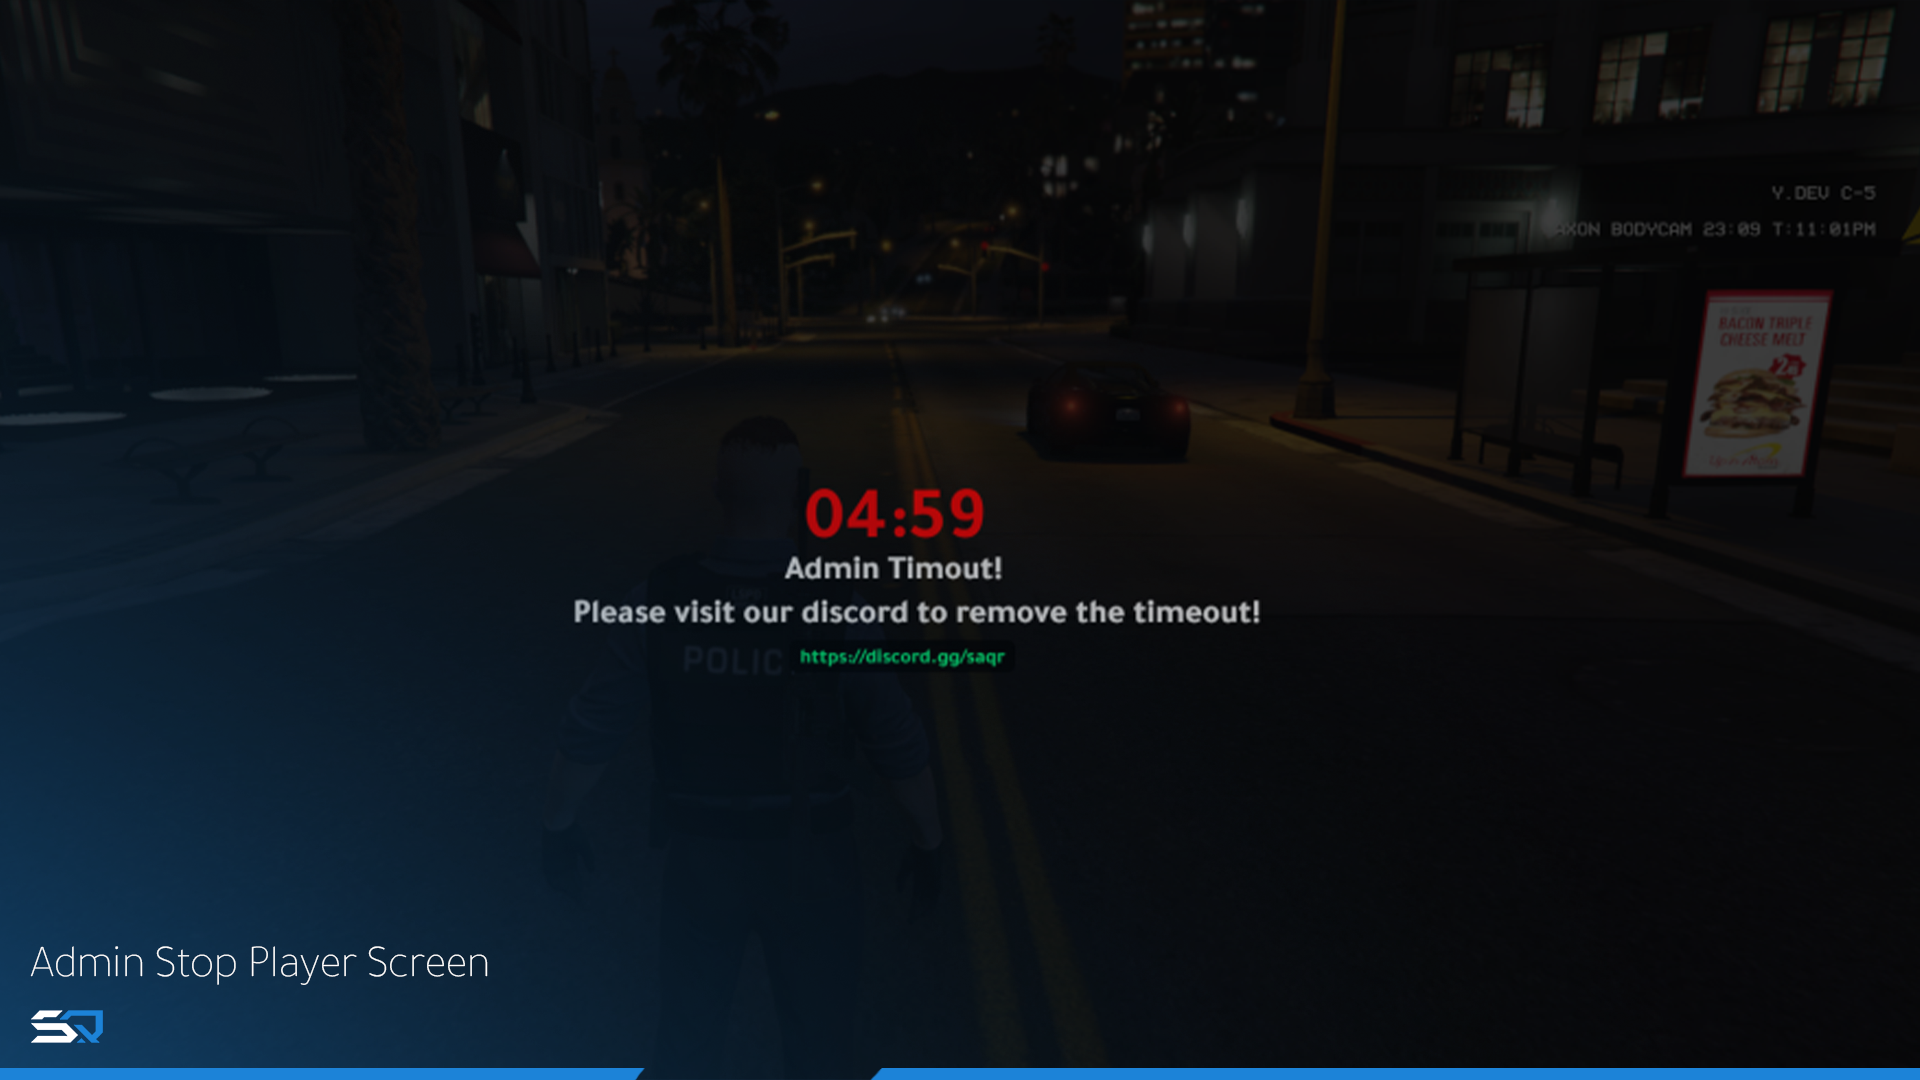 Y.DEV C-5
AXON BODYCAM 23:09 T:11:01PM
BACON TRIPLE
CHEESE MELT
04:59
Admin Timout!
Please visit our discord to remove the timeout!
POLIC
https://discord.gg/saqr
Admin Stop Player Screen
SQ